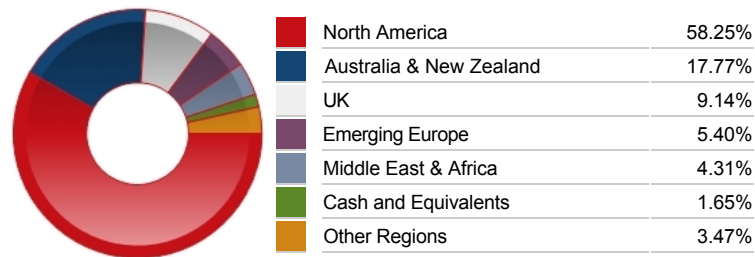 North America 58.25%
Australia & New Zealand 17.77%
UK 9.14%
Emerging Europe 5.40%
Middle East & Africa 4.31%
Cash and Equivalents 1.65%
Other Regions 3.47%